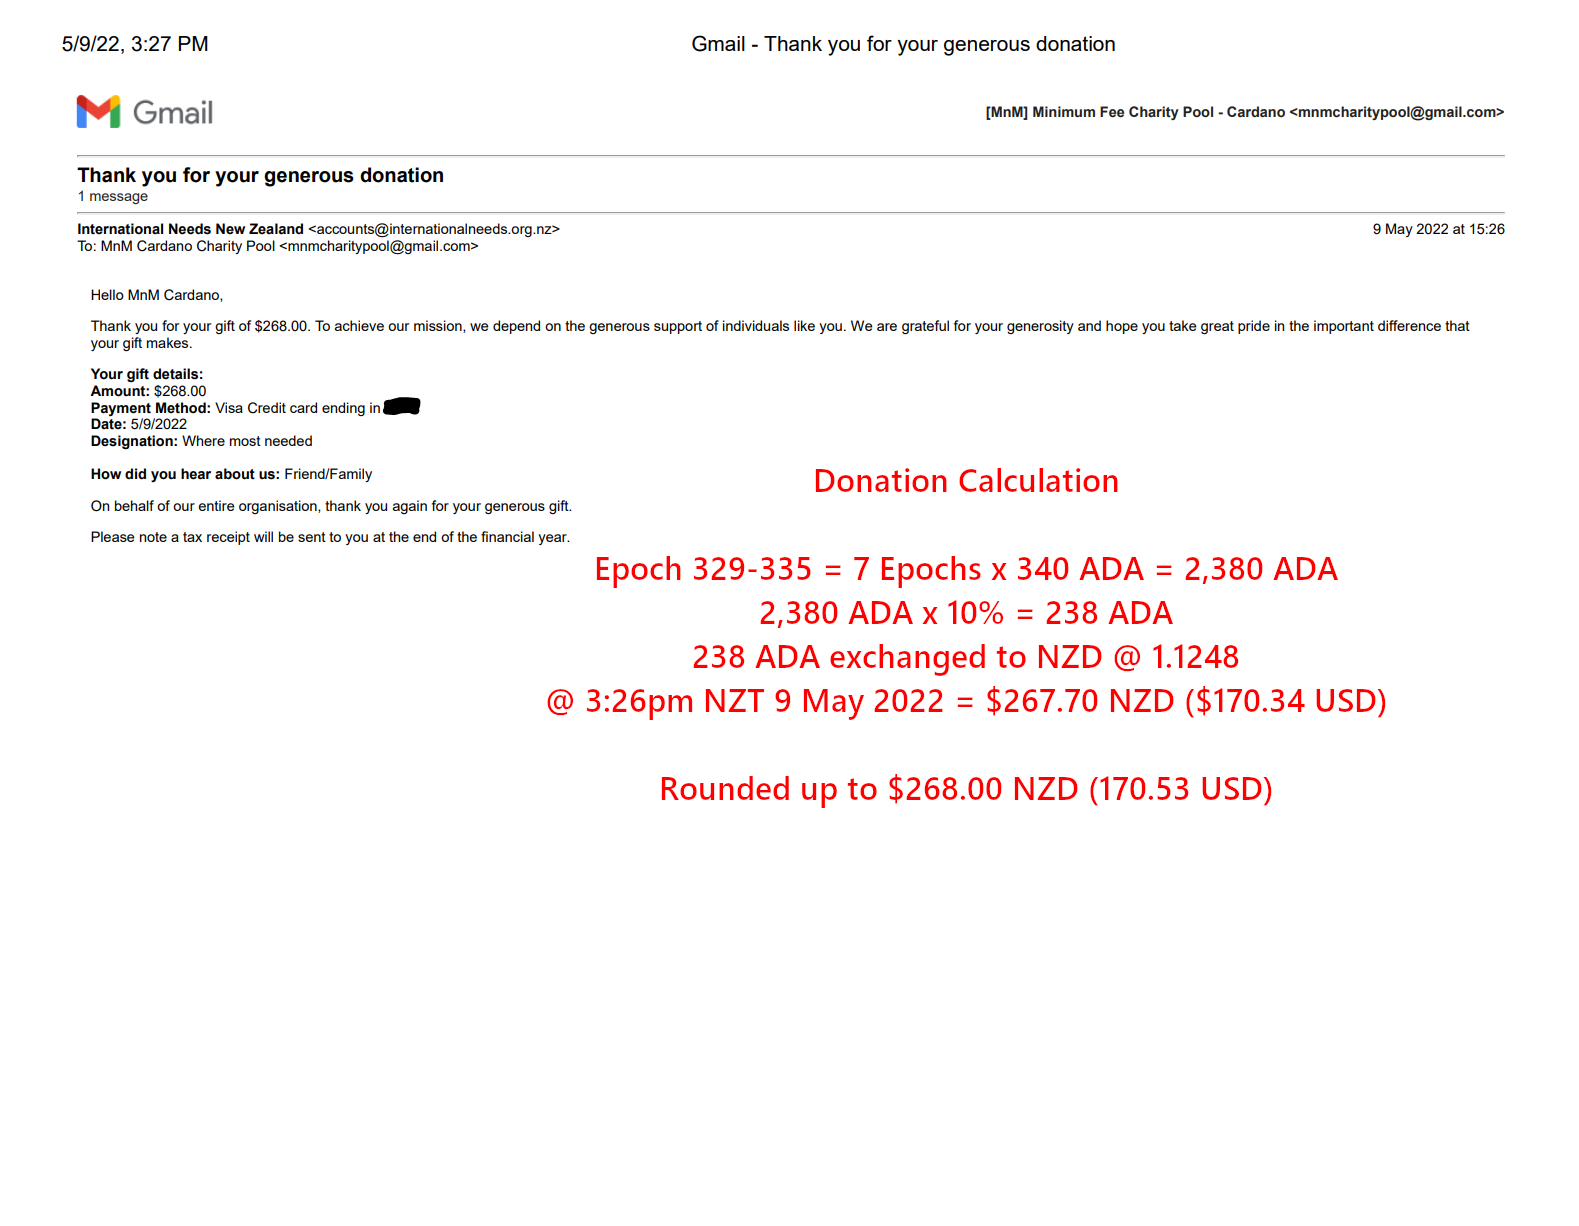 5/9/22, 3:27 PM
Gmail - Thank you for your generous donation
Gmail
[MnM] Minimum Fee Charity Pool - Cardano <mnmcharitypool@gmail.com>
Thank you for your generous donation
1 message
International Needs New Zealand <accounts@internationalneeds.org.nz>
9 May 2022 at 15:26
To: MnM Cardano Charity Pool <mnmcharitypool@gmail.com>
Hello MnM Cardano,
Thank you for your gift of $268.00. To achieve our mission, we depend on the generous support of individuals like you. We are grateful for your generosity and hope you take great pride in the important difference that
your gift makes.
Your gift details:
Amount: $268.00
Payment Method: Visa Credit card ending in
Date: 5/9/2022
Designation: Where most needed
How did you hear about us: Friend/Family
On behalf of our entire organisation, thank you again for your generous gift.
Please note a tax receipt will be sent to you at the end of the financial year.
Donation Calculation
Epoch 329-335 = 7 Epochs x 340 ADA = 2,380 ADA
2,380 ADA x 10% = 238 ADA
238 ADA exchanged to NZD @ 1.1248
@ 3:26pm NZT 9 May 2022 = $267.70 NZD ($170.34 USD)
Rounded up to $268.00 NZD (170.53 USD)